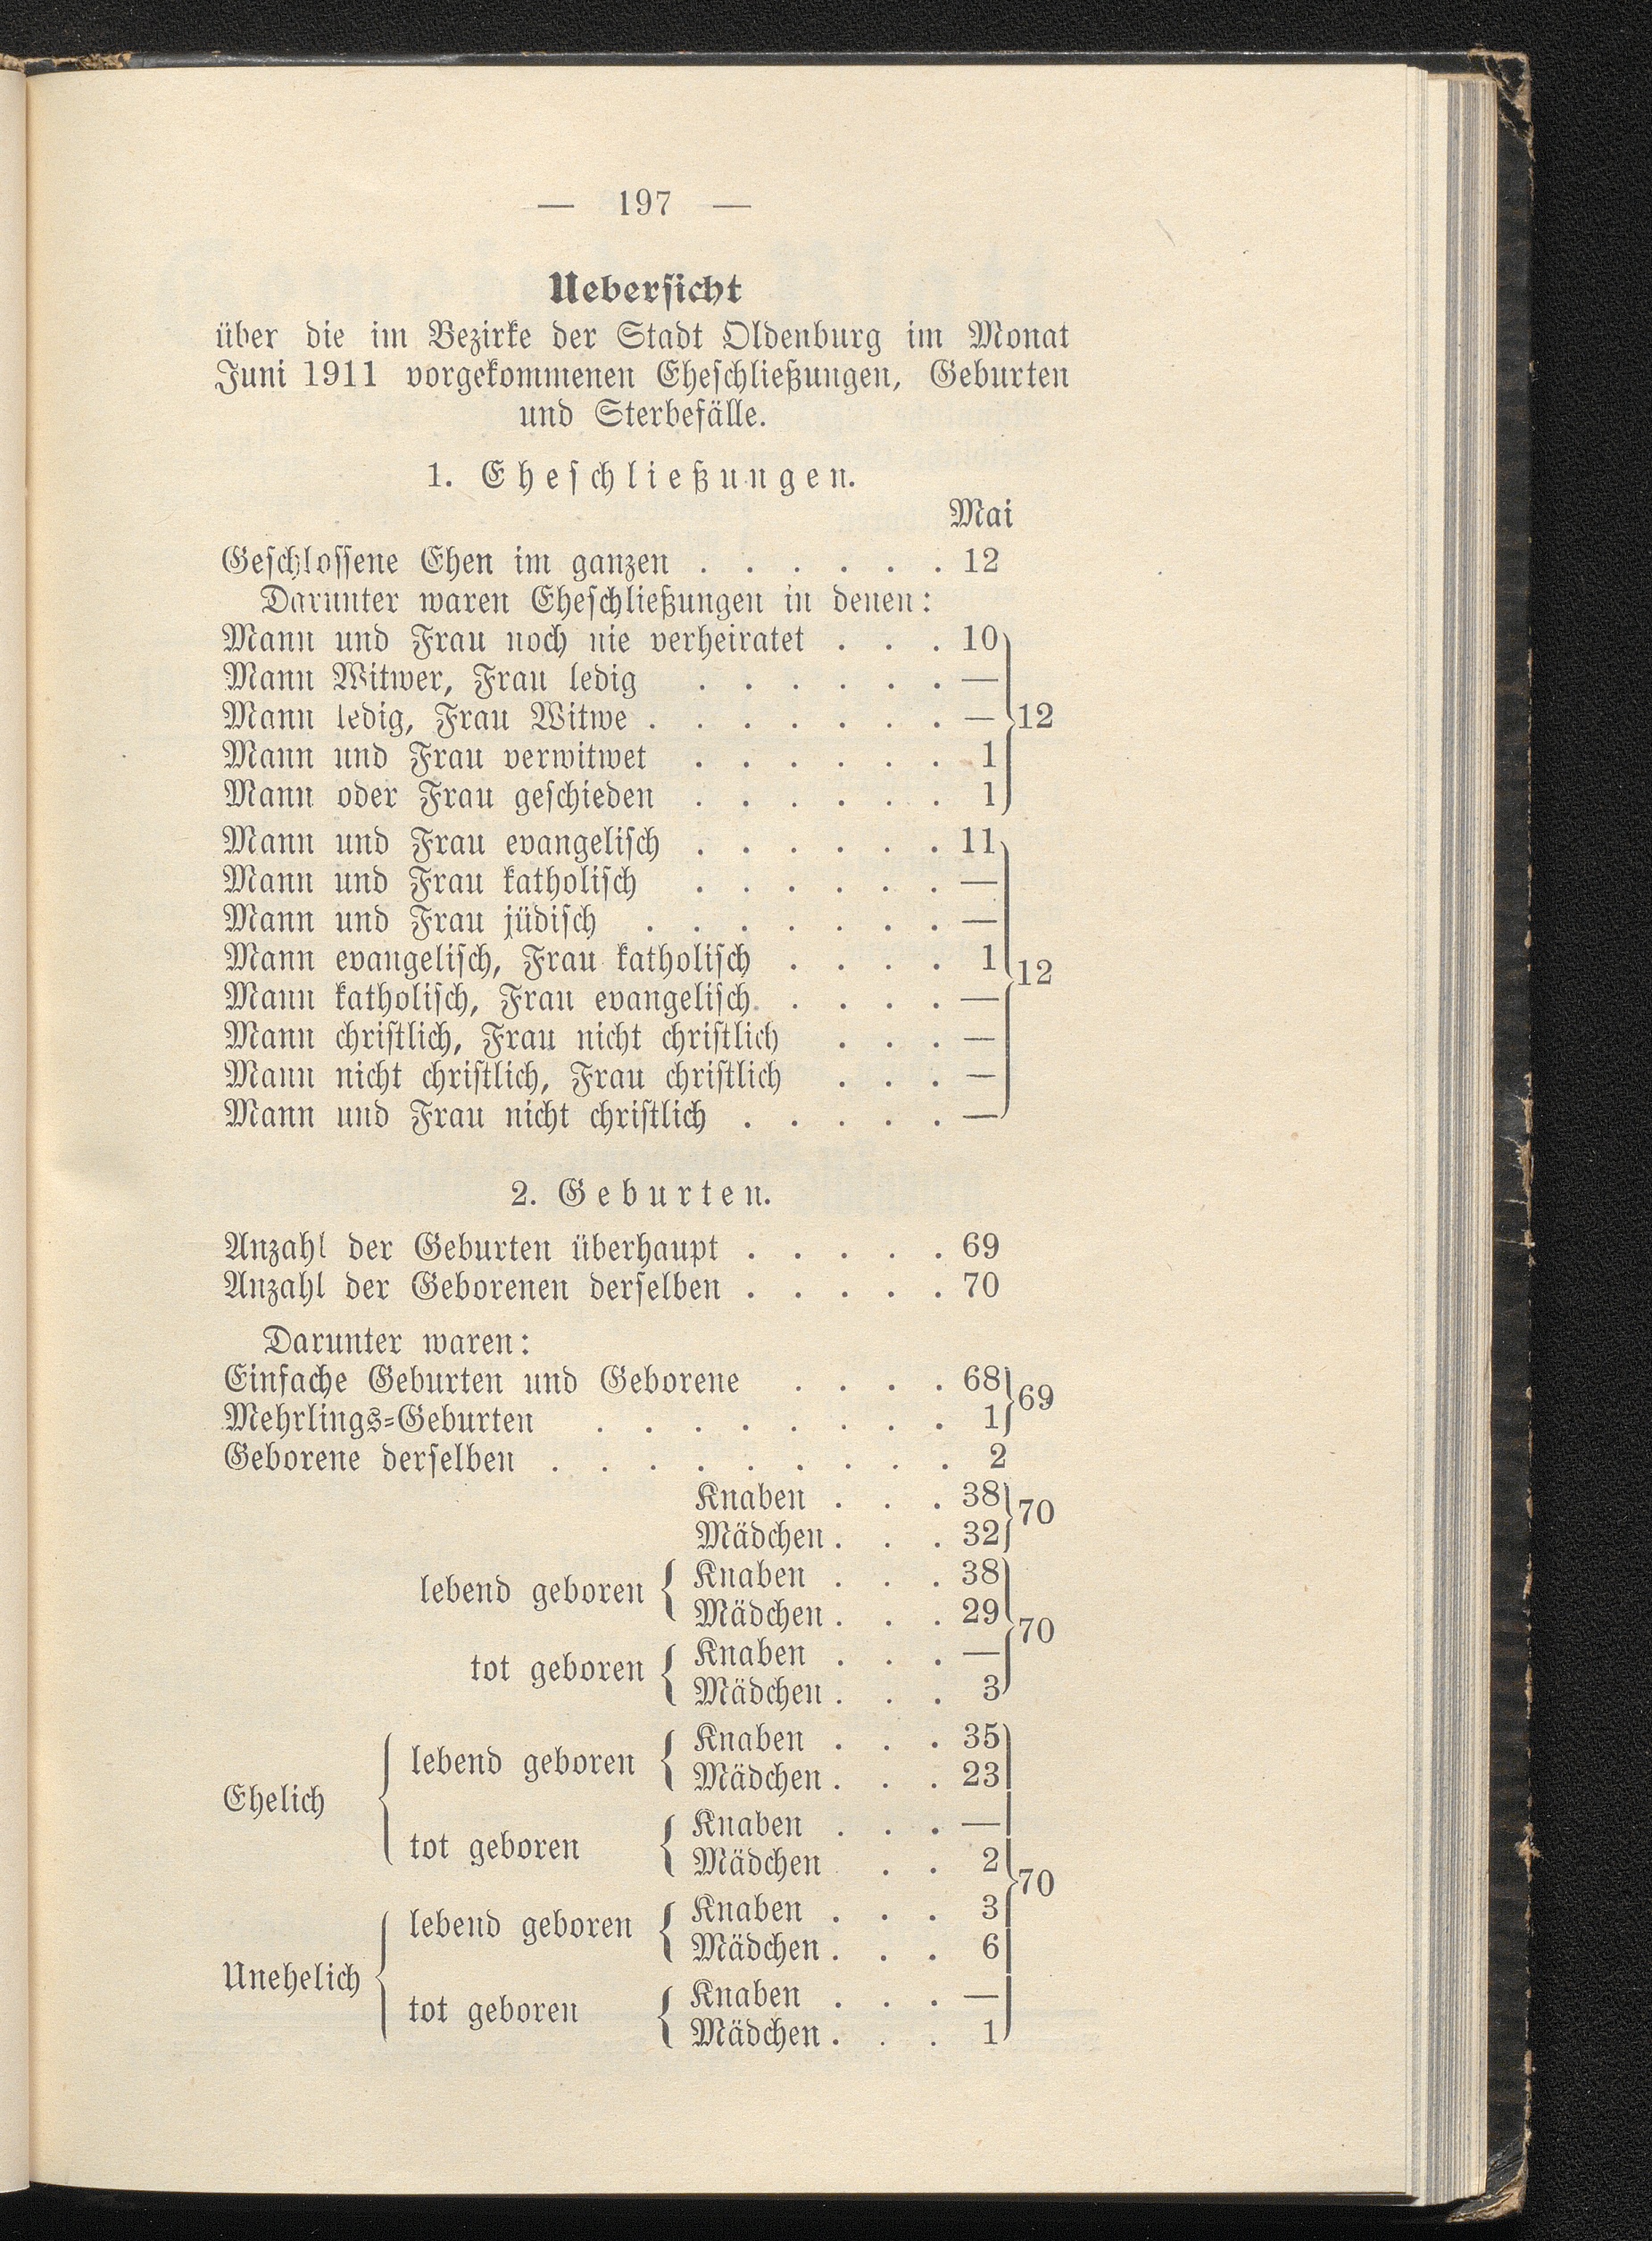 — 197 —
Uebersicht
über die im Bezirke der Stadt Oldenburg im Monat
Juni 1911 vorgekommenen Eheschließungen, Geburten
und Sterbefälle.
1. Eheschließungen.
Mai
Geschlossene Ehen im ganzen . . . . . . 12
Darunter waren Eheschließungen in denen:
Mann und Frau noch nie verheiratet . . . 10
Mann Witwer, Frau ledig . . . . . . —
Mann ledig, Frau Witwe . . . . . . . — } 12
Mann und Frau verwitwet . . . . . . 1
Mann oder Frau geschieden . . . . . . 1
Mann und Frau evangelisch . . . . . . 11
Mann und Frau katholisch . . . . . . —
Mann und Frau jüdisch . . . . . . . —
Mann evangelisch, Frau katholisch . . . . 1 } 12
Mann katholisch, Frau evangelisch . . . . —
Mann christlich, Frau nicht christlich . . . —
Mann nicht christlich, Frau christlich . . . —
Mann und Frau nicht christlich . . . . . —
2. Geburten.
Anzahl der Geburten überhaupt . . . . . 69
Anzahl der Geborenen derselben . . . . . 70
Darunter waren:
Einfache Geburten und Geborene . . . . 68 } 69
Mehrlings-Geburten . . . . . . . . 1
Geborene derselben . . . . . . . . . 2
Knaben . . . 38 } 70
Mädchen . . . 32
lebend geboren { Knaben . . . 38
Mädchen . . . 29 } 70
tot geboren { Knaben . . . —
Mädchen . . . 3
Ehelich { lebend geboren { Knaben . . . 35
Mädchen . . . 23
tot geboren { Knaben . . . —
Mädchen . . 2 } 70
Unehelich { lebend geboren { Knaben . . . 3
Mädchen . . . 6
tot geboren { Knaben . . . —
Mädchen . . . 1